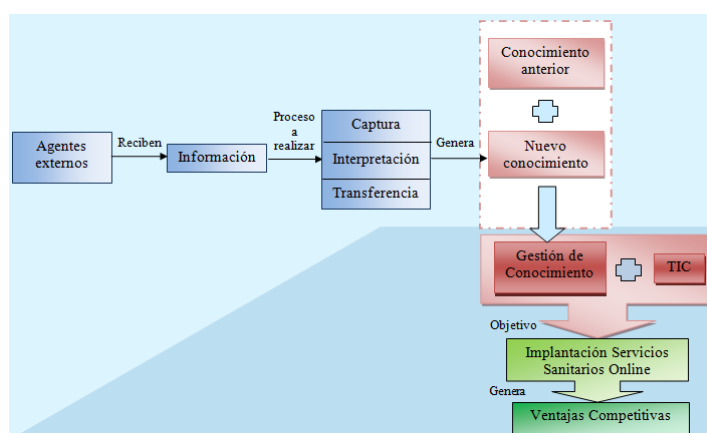 Agentes
externos
Reciben
Información
Proceso
a
realizar
Captura
Interpretación
Transferencia
Genera
Conocimiento
anterior
Nuevo
conocimiento
Gestión de
Conocimiento
TIC
Objetivo
Implantación Servicios
Sanitarios Online
Genera
Ventajas Competitivas